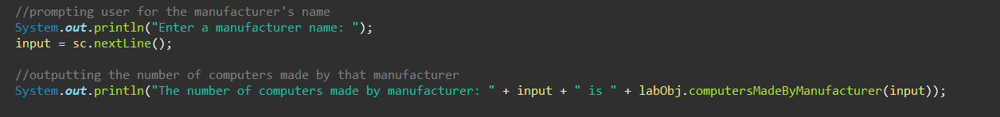 //prompting user for the manufacturer's name
System.out.println("Enter a manufacturer name: ");
input = sc.nextLine();
//outputting the number of computers made by that manufacturer
System.out.println("The number of computers made by manufacturer: " + input + " is " + labObj.computersMadeByManufacturer(input));